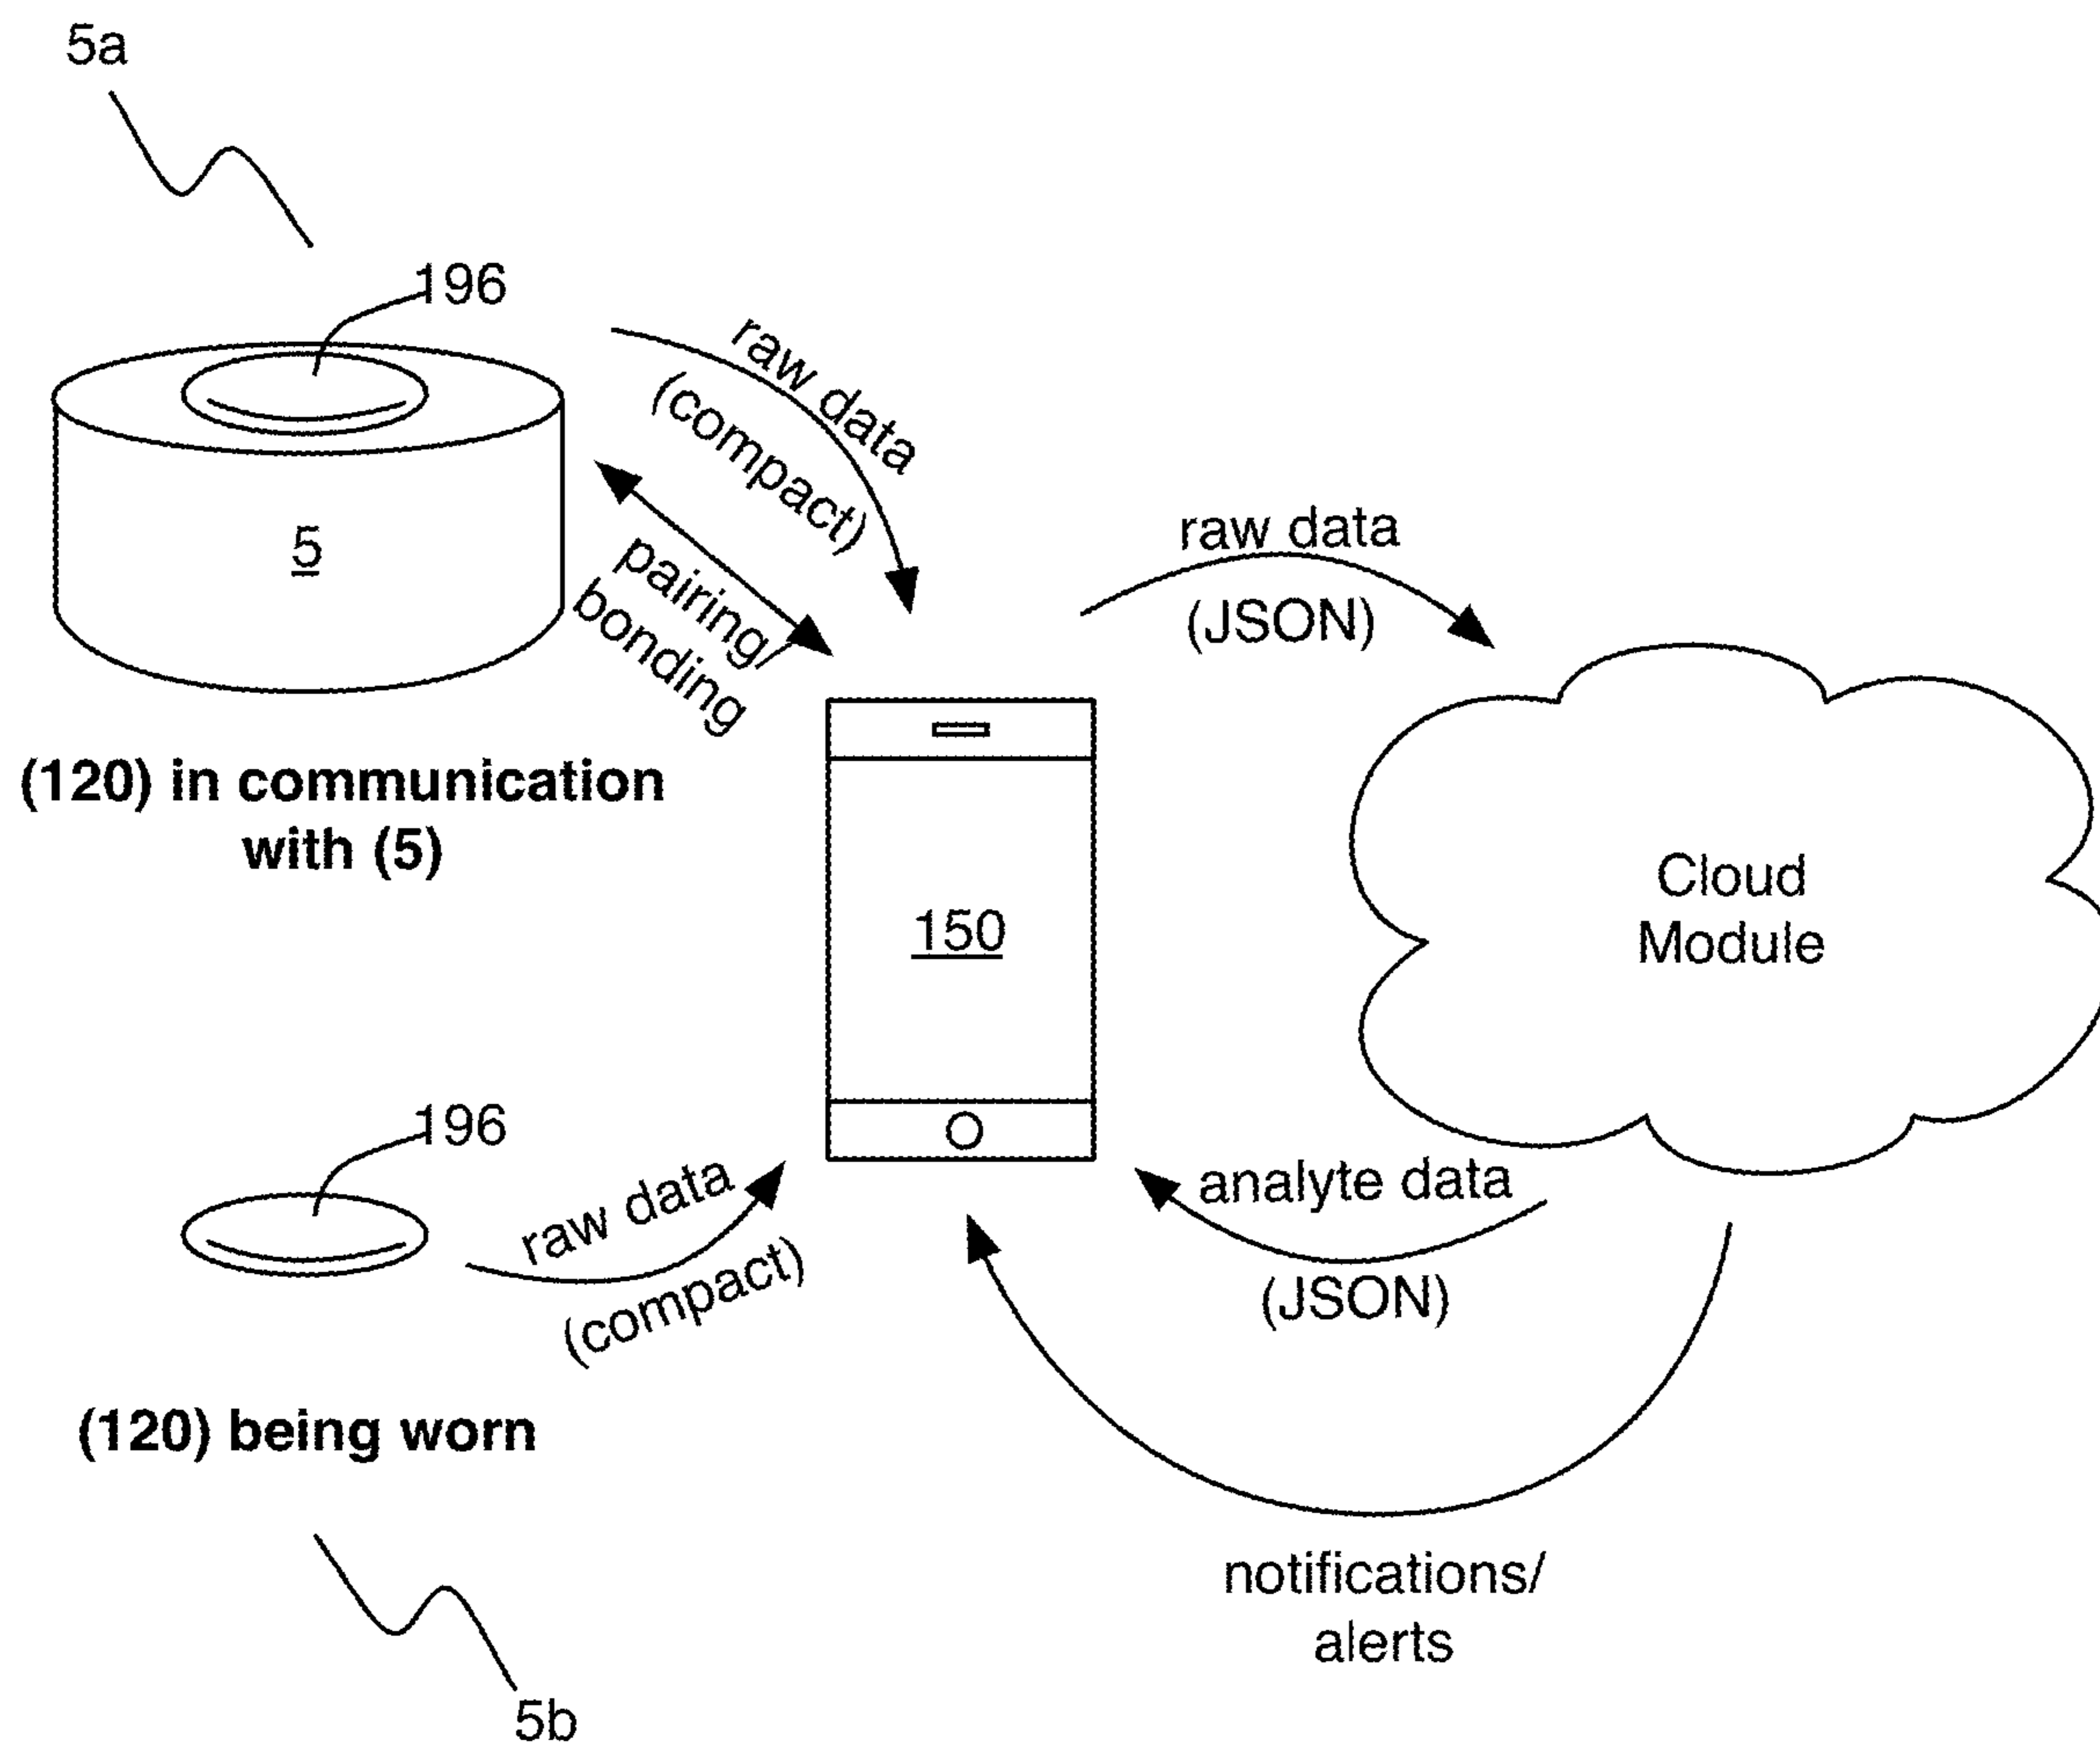 5a
196
raw data
(compact)
5
pairing/
bonding
raw data
(JSON)
(120) in communication
with (5)
150
Cloud
Module
196
raw data
(compact)
analyte data
(JSON)
(120) being worn
notifications/
alerts
5b